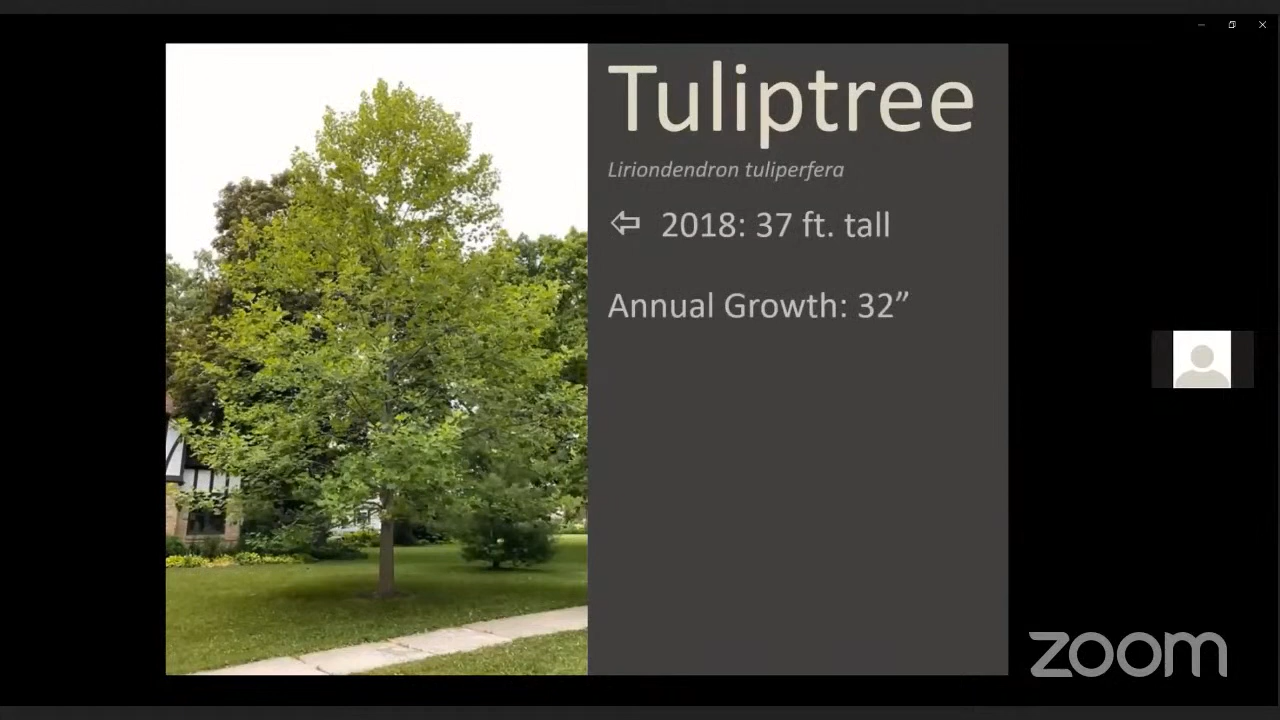 Tuliptree
Liriondendron tuliperfera
⇦ 2018: 37 ft. tall
Annual Growth: 32”
zoom